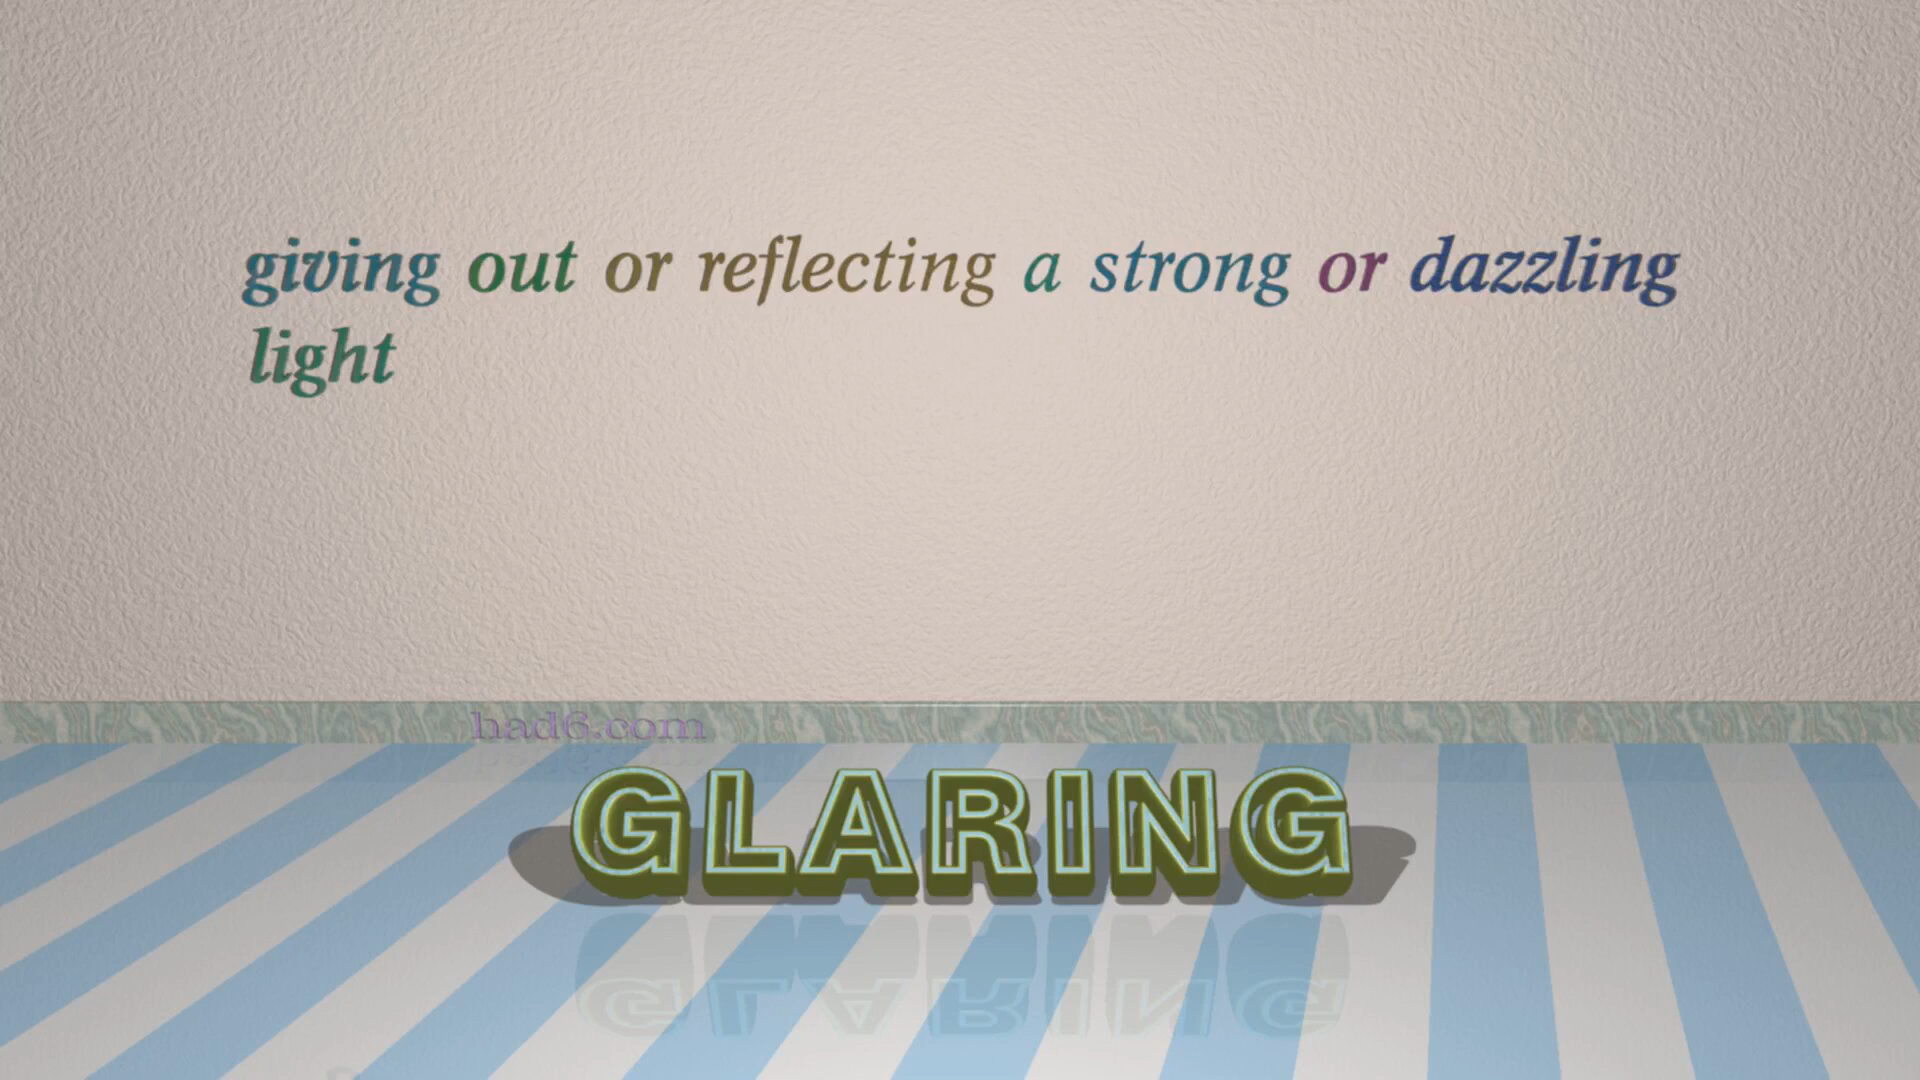 giving out or reflecting a strong or dazzling
light
had6.com
GLARING